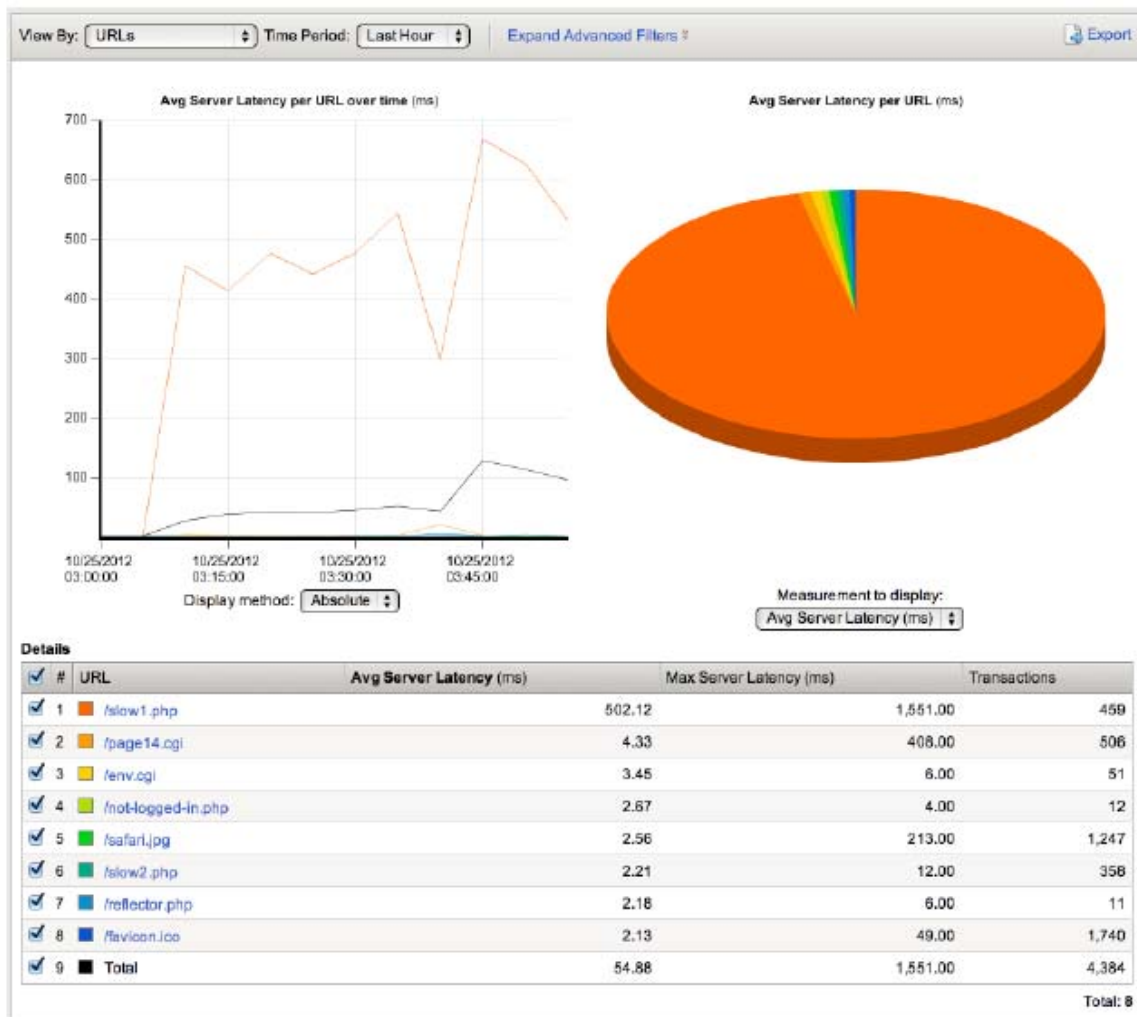 View By: URLs Time Period: Last Hour Expand Advanced Filters Export
Avg Server Latency per URL over time (ms)
700
600
500
400
300
200
100
10/25/2012 10/25/2012 10/25/2012 10/25/2012
03:00:00 03:15:00 03:30:00 03:45:00
Display method: Absolute
Avg Server Latency per URL (ms)
Measurement to display:
Avg Server Latency (ms)
Details
# URL Avg Server Latency (ms) Max Server Latency (ms) Transactions
1 /slow1.php 502.12 1,551.00 459
2 /page14.cgi 4.33 408.00 506
3 /env.cgi 3.45 6.00 51
4 /not-logged-in.php 2.67 4.00 12
5 /safari.jpg 2.56 213.00 1,247
6 /slow2.php 2.21 12.00 358
7 /reflector.php 2.18 6.00 11
8 /favicon.ico 2.13 49.00 1,740
9 Total 54.88 1,551.00 4,384
Total: 8